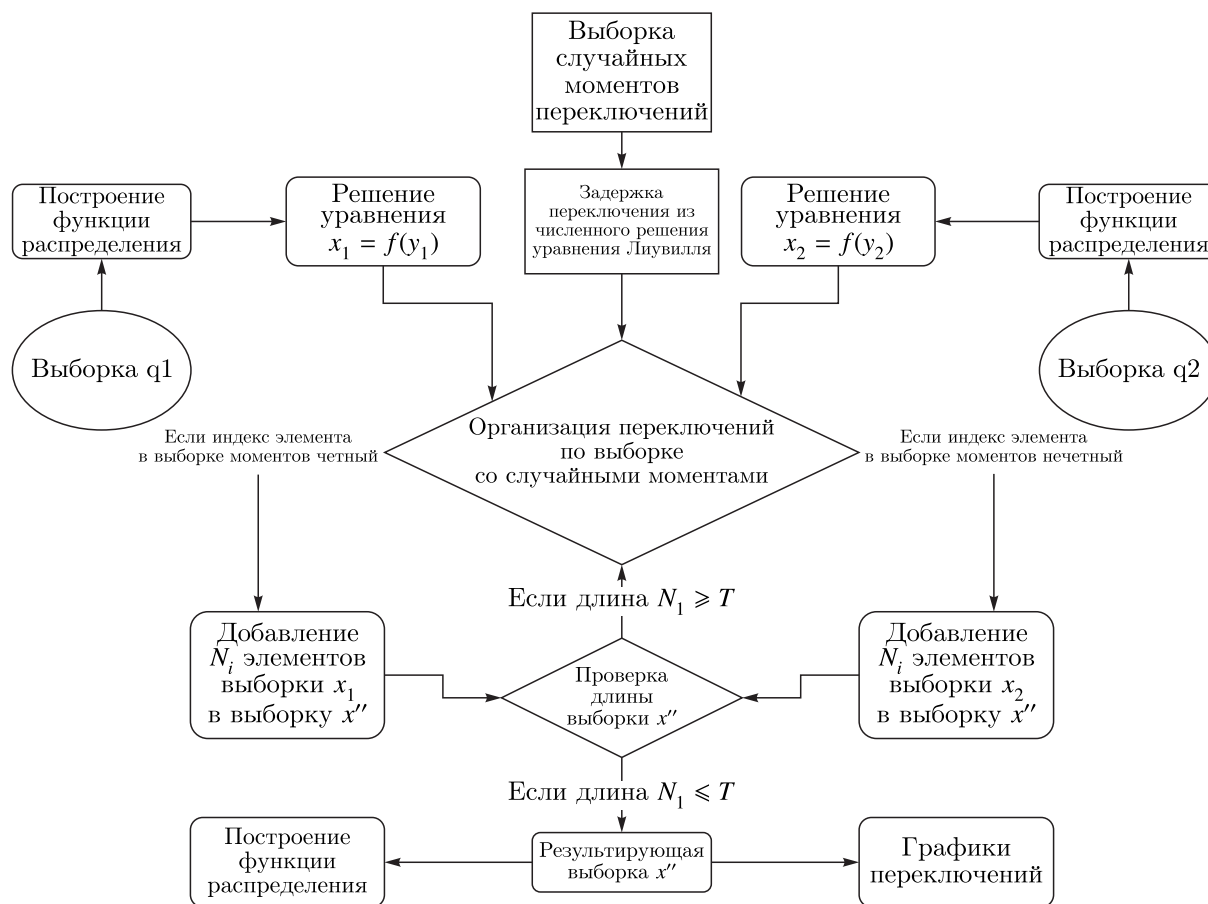 Выборка
случайных
моментов
переключений
Построение
функции
распределения
Решение
уравнения
x₁ = f(y₁)
Задержка
переключения из
численного решения
уравнения Лиувилля
Решение
уравнения
x₂ = f(y₂)
Построение
функции
распределения
Выборка q1
Выборка q2
Если индекс элемента
в выборке моментов четный
Организация переключений
по выборке
со случайными моментами
Если индекс элемента
в выборке моментов нечетный
Если длина N₁ ⩾ T
Добавление
Nᵢ элементов
выборки x₁
в выборку x″
Проверка
длины
выборки x″
Добавление
Nᵢ элементов
выборки x₂
в выборку x″
Если длина N₁ ⩽ T
Построение
функции
распределения
Результирующая
выборка x″
Графики
переключений